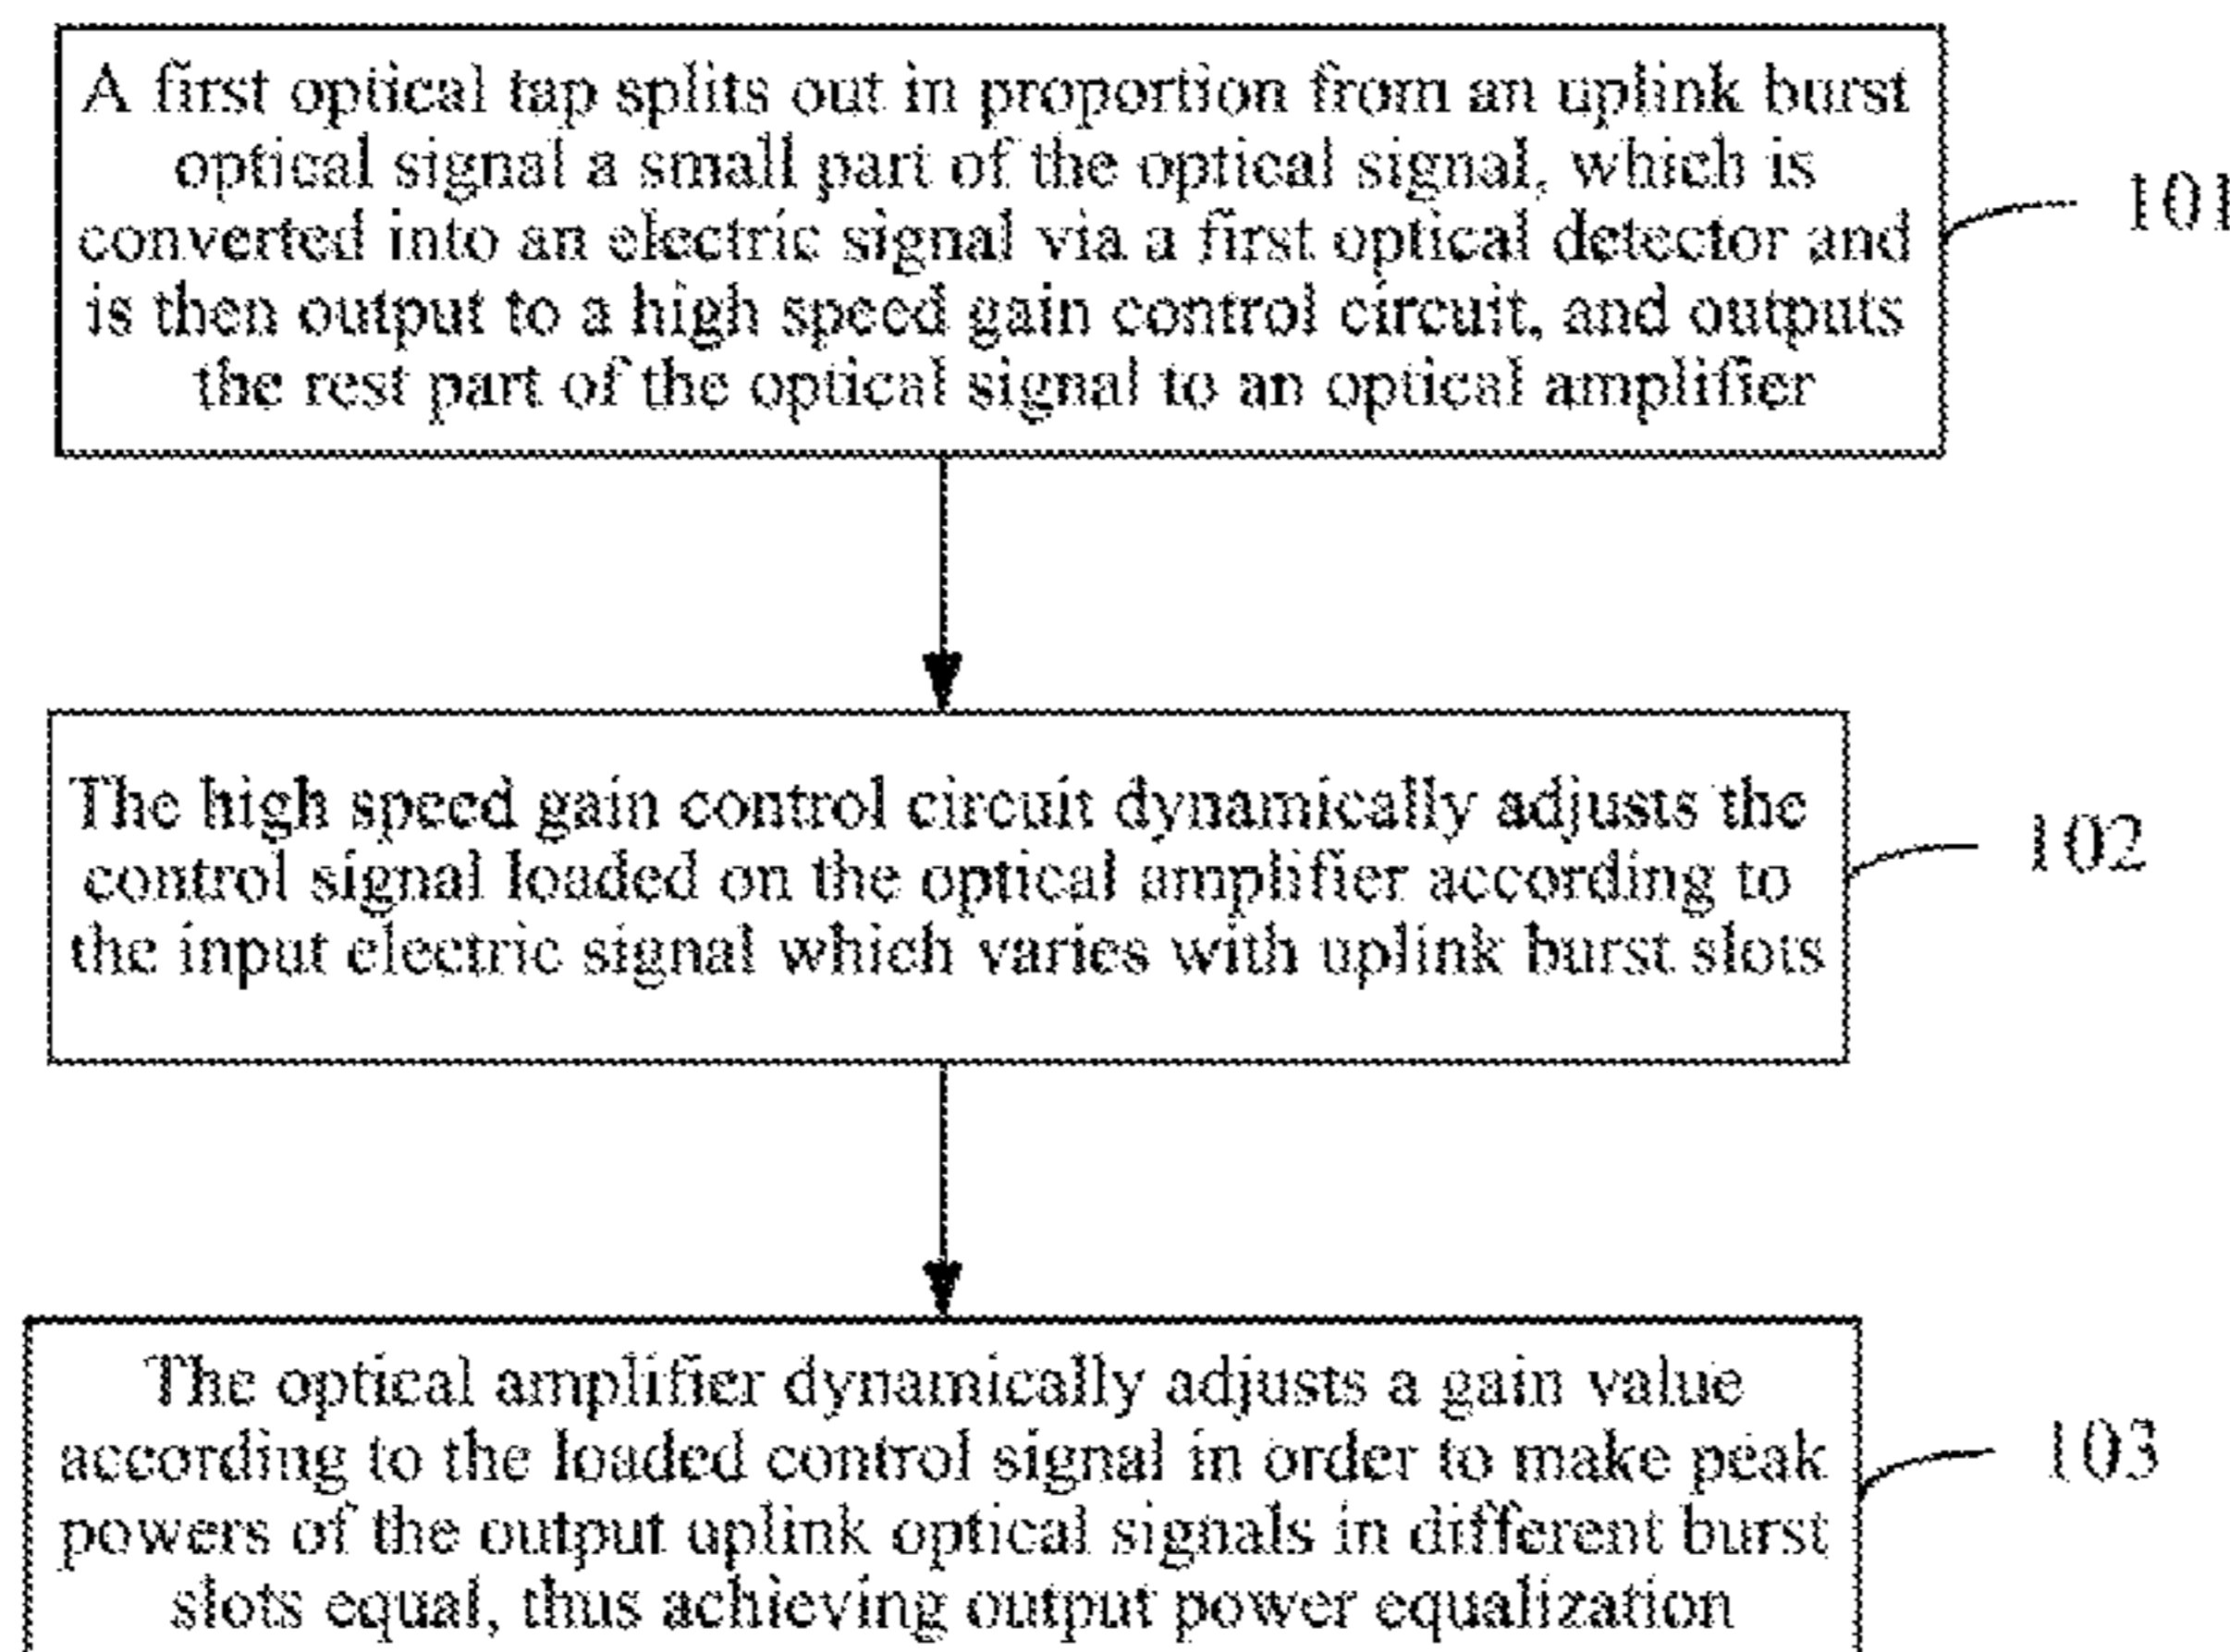 A first optical tap splits out in proportion from an uplink burst
optical signal a small part of the optical signal, which is
converted into an electric signal via a first optical detector and
is then output to a high speed gain control circuit, and outputs
the rest part of the optical signal to an optical amplifier
101
The high speed gain control circuit dynamically adjusts the
control signal loaded on the optical amplifier according to
the input electric signal which varies with uplink burst slots
102
The optical amplifier dynamically adjusts a gain value
according to the loaded control signal in order to make peak
powers of the output uplink optical signals in different burst
slots equal, thus achieving output power equalization
103